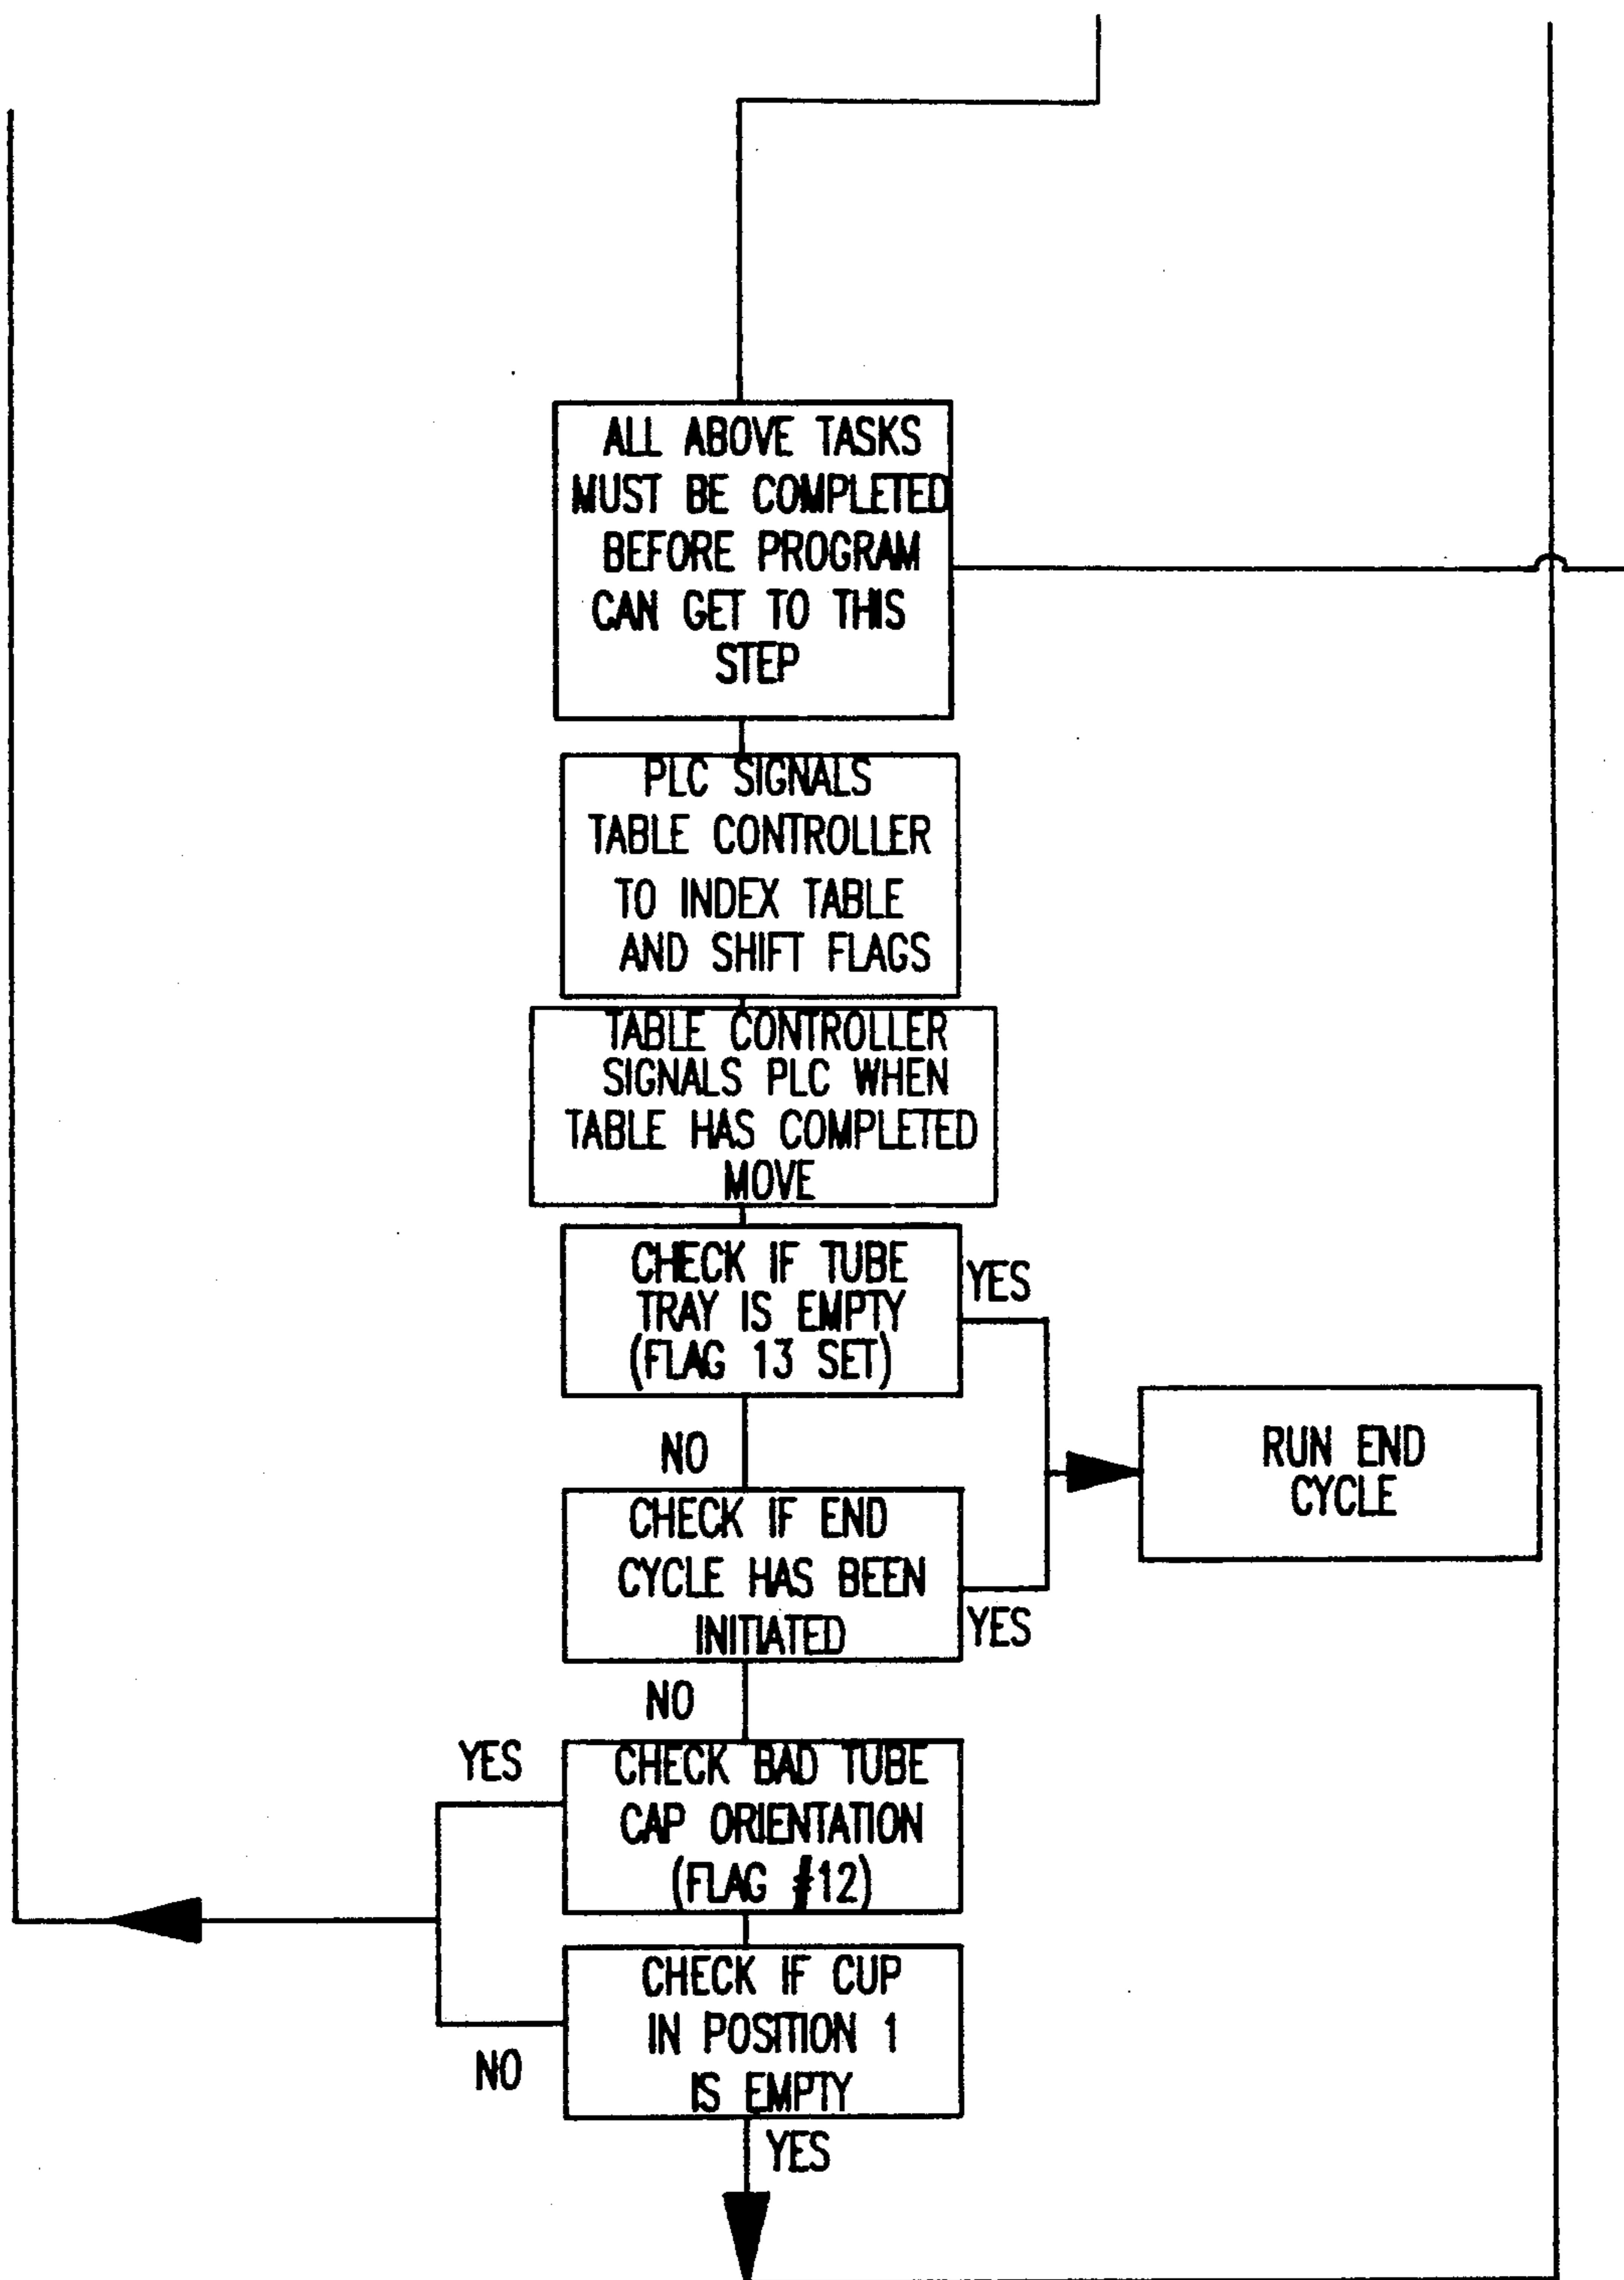 ALL ABOVE TASKS
MUST BE COMPLETED
BEFORE PROGRAM
CAN GET TO THIS
STEP
PLC SIGNALS
TABLE CONTROLLER
TO INDEX TABLE
AND SHIFT FLAGS
TABLE CONTROLLER
SIGNALS PLC WHEN
TABLE HAS COMPLETED
MOVE
CHECK IF TUBE
TRAY IS EMPTY
(FLAG 13 SET)
YES
NO
RUN END
CYCLE
CHECK IF END
CYCLE HAS BEEN
INITIATED
YES
NO
YES
CHECK BAD TUBE
CAP ORIENTATION
(FLAG #12)
CHECK IF CUP
IN POSITION 1
IS EMPTY
NO
YES